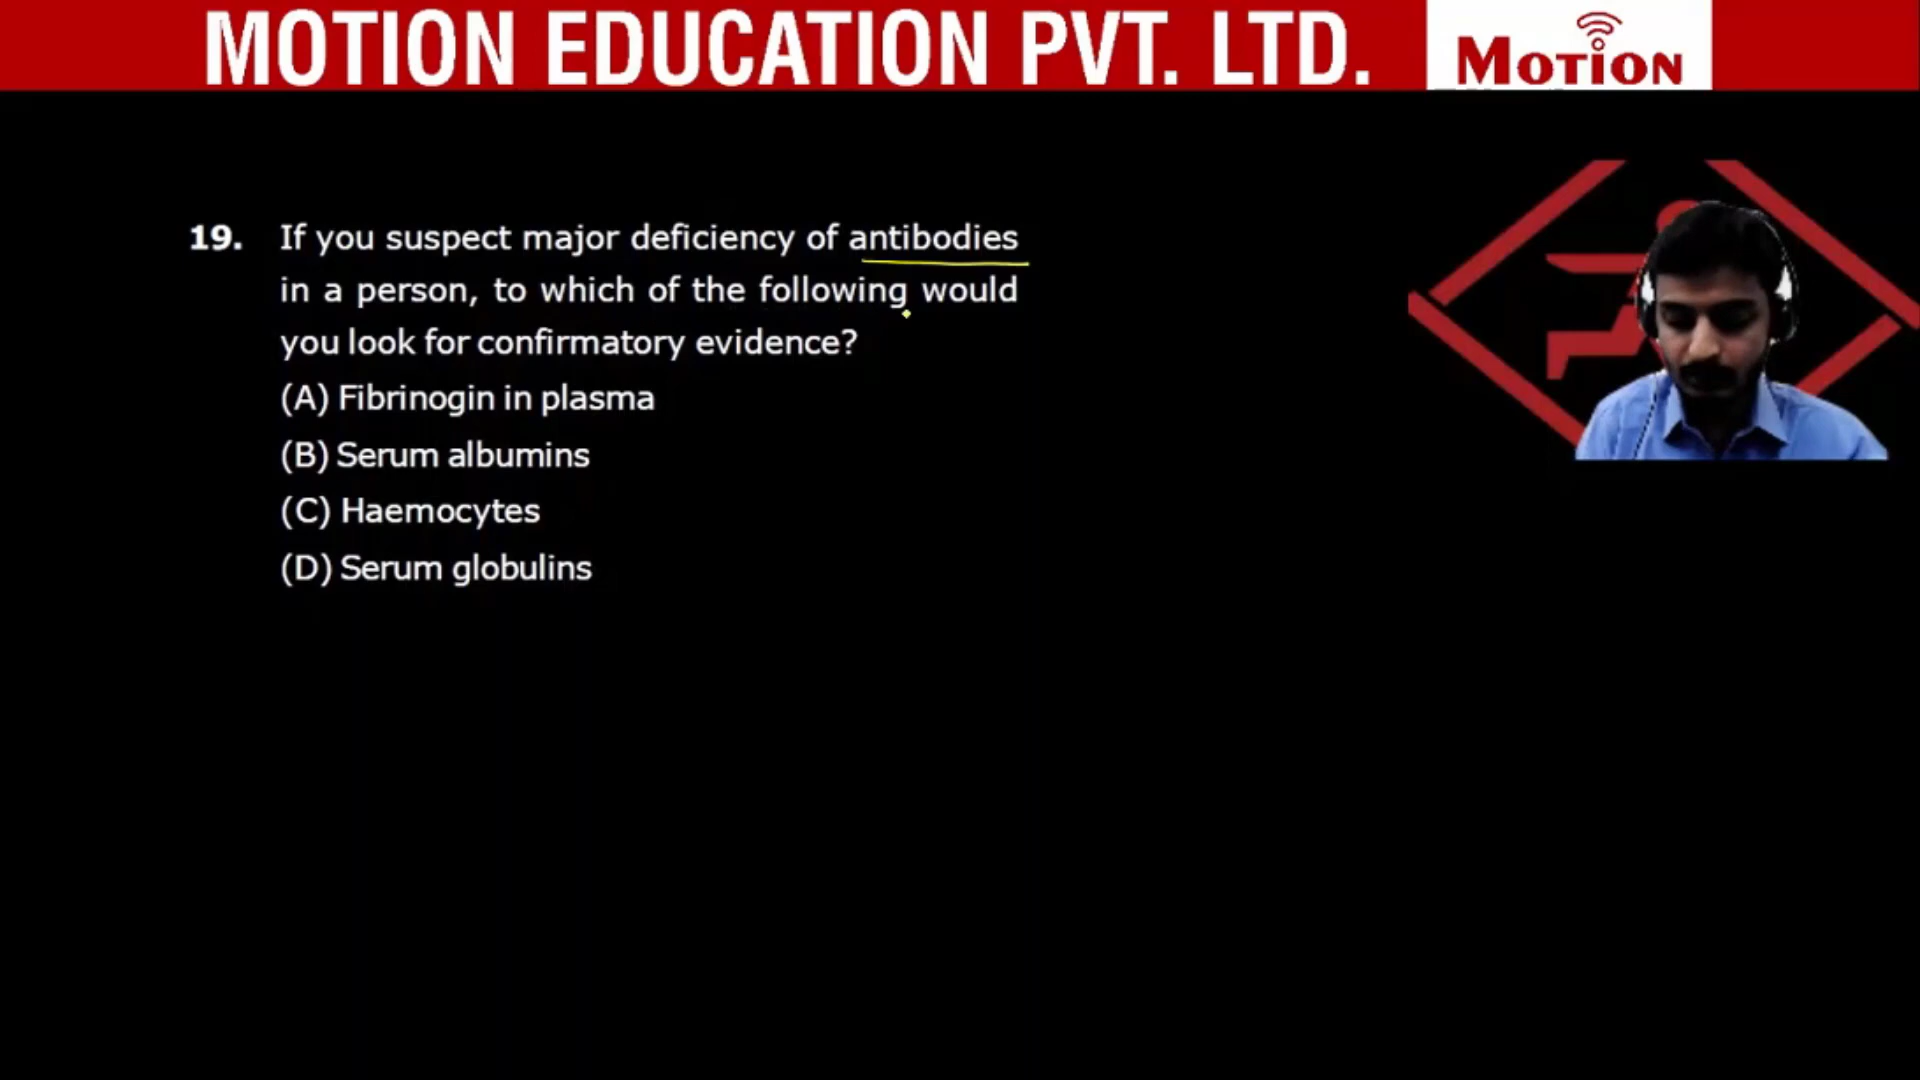 MOTION EDUCATION PVT. LTD.
MOTION
19. If you suspect major deficiency of antibodies
in a person, to which of the following would
you look for confirmatory evidence?
(A) Fibrinogin in plasma
(B) Serum albumins
(C) Haemocytes
(D) Serum globulins